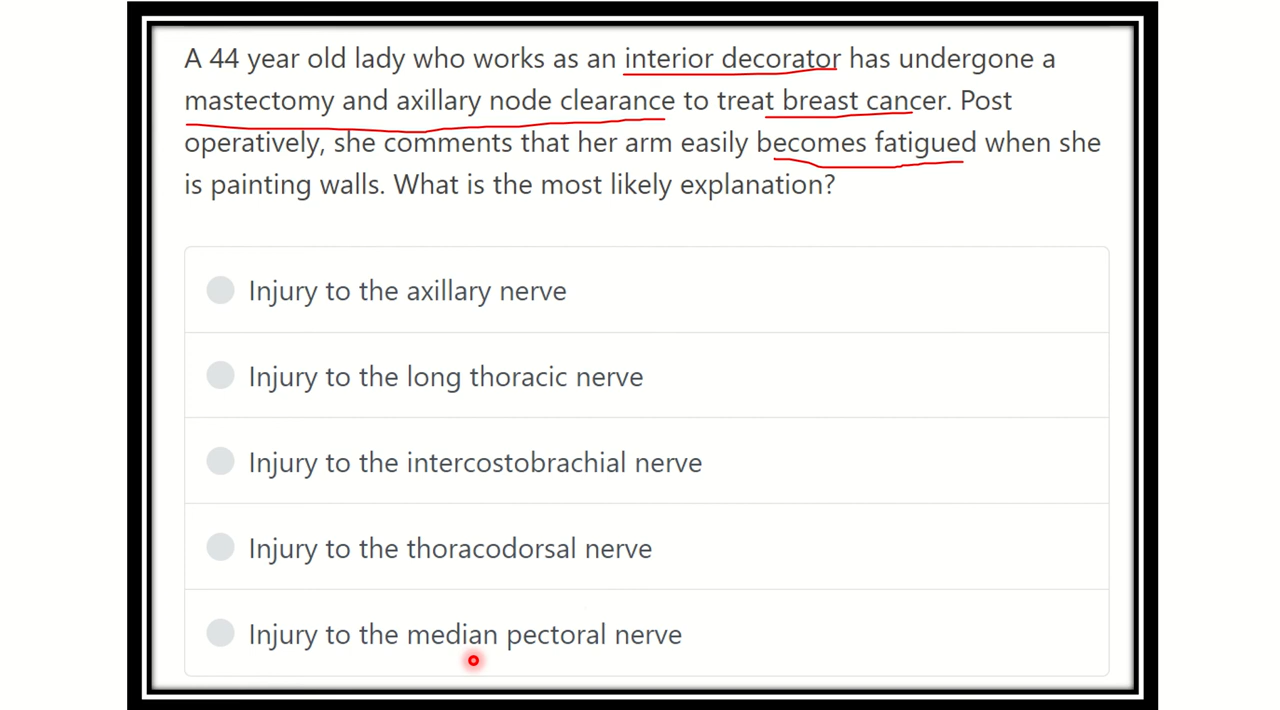 A 44 year old lady who works as an interior decorator has undergone a
mastectomy and axillary node clearance to treat breast cancer. Post
operatively, she comments that her arm easily becomes fatigued when she
is painting walls. What is the most likely explanation?
Injury to the axillary nerve
Injury to the long thoracic nerve
Injury to the intercostobrachial nerve
Injury to the thoracodorsal nerve
Injury to the median pectoral nerve